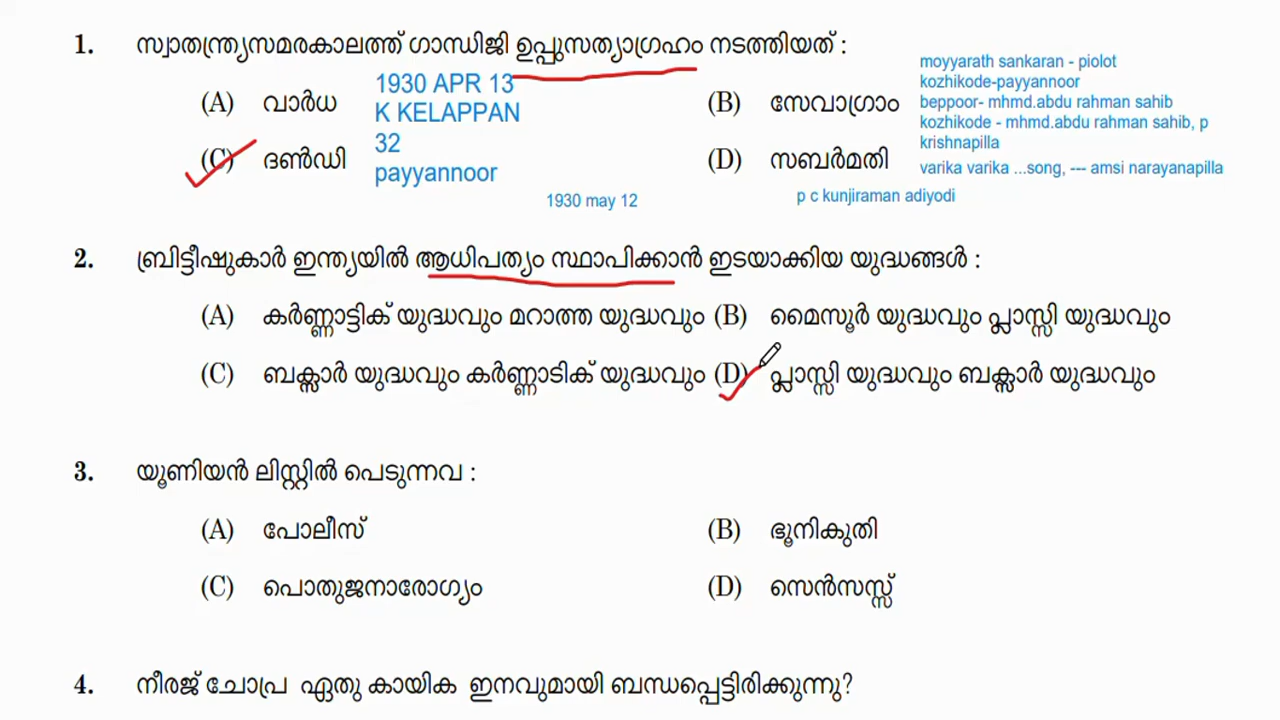 1. സ്വാതന്ത്ര്യസമരകാലത്ത് ഗാന്ധിജി ഉപ്പുസത്യാഗ്രഹം നടത്തിയത് :
moyyarath sankaran - piolot
1930 APR 13
kozhikode-payyannoor
(A) വാർധ
(B) സേവാഗ്രാം
beppoor- mhmd.abdu rahman sahib
K KELAPPAN
kozhikode - mhmd.abdu rahman sahib, p
32
krishnapilla
(C) ദൺഡി
(D) സബർമതി
payyannoor
varika varika ...song, --- amsi narayanapilla
1930 may 12
p c kunjiraman adiyodi
2. ബ്രിട്ടീഷുകാർ ഇന്ത്യയിൽ ആധിപത്യം സ്ഥാപിക്കാൻ ഇടയാക്കിയ യുദ്ധങ്ങൾ :
(A) കർണ്ണാട്ടിക് യുദ്ധവും മറാത്ത യുദ്ധവും (B) മൈസൂർ യുദ്ധവും പ്ലാസ്സി യുദ്ധവും
(C) ബക്സാർ യുദ്ധവും കർണ്ണാടിക് യുദ്ധവും (D) പ്ലാസ്സി യുദ്ധവും ബക്സാർ യുദ്ധവും
3. യൂണിയൻ ലിസ്റ്റിൽ പെടുന്നവ :
(A) പോലീസ് (B) ഭൂനികുതി
(C) പൊതുജനാരോഗ്യം (D) സെൻസസ്സ്
4. നീരജ് ചോപ്ര ഏതു കായിക ഇനവുമായി ബന്ധപ്പെട്ടിരിക്കുന്നു?